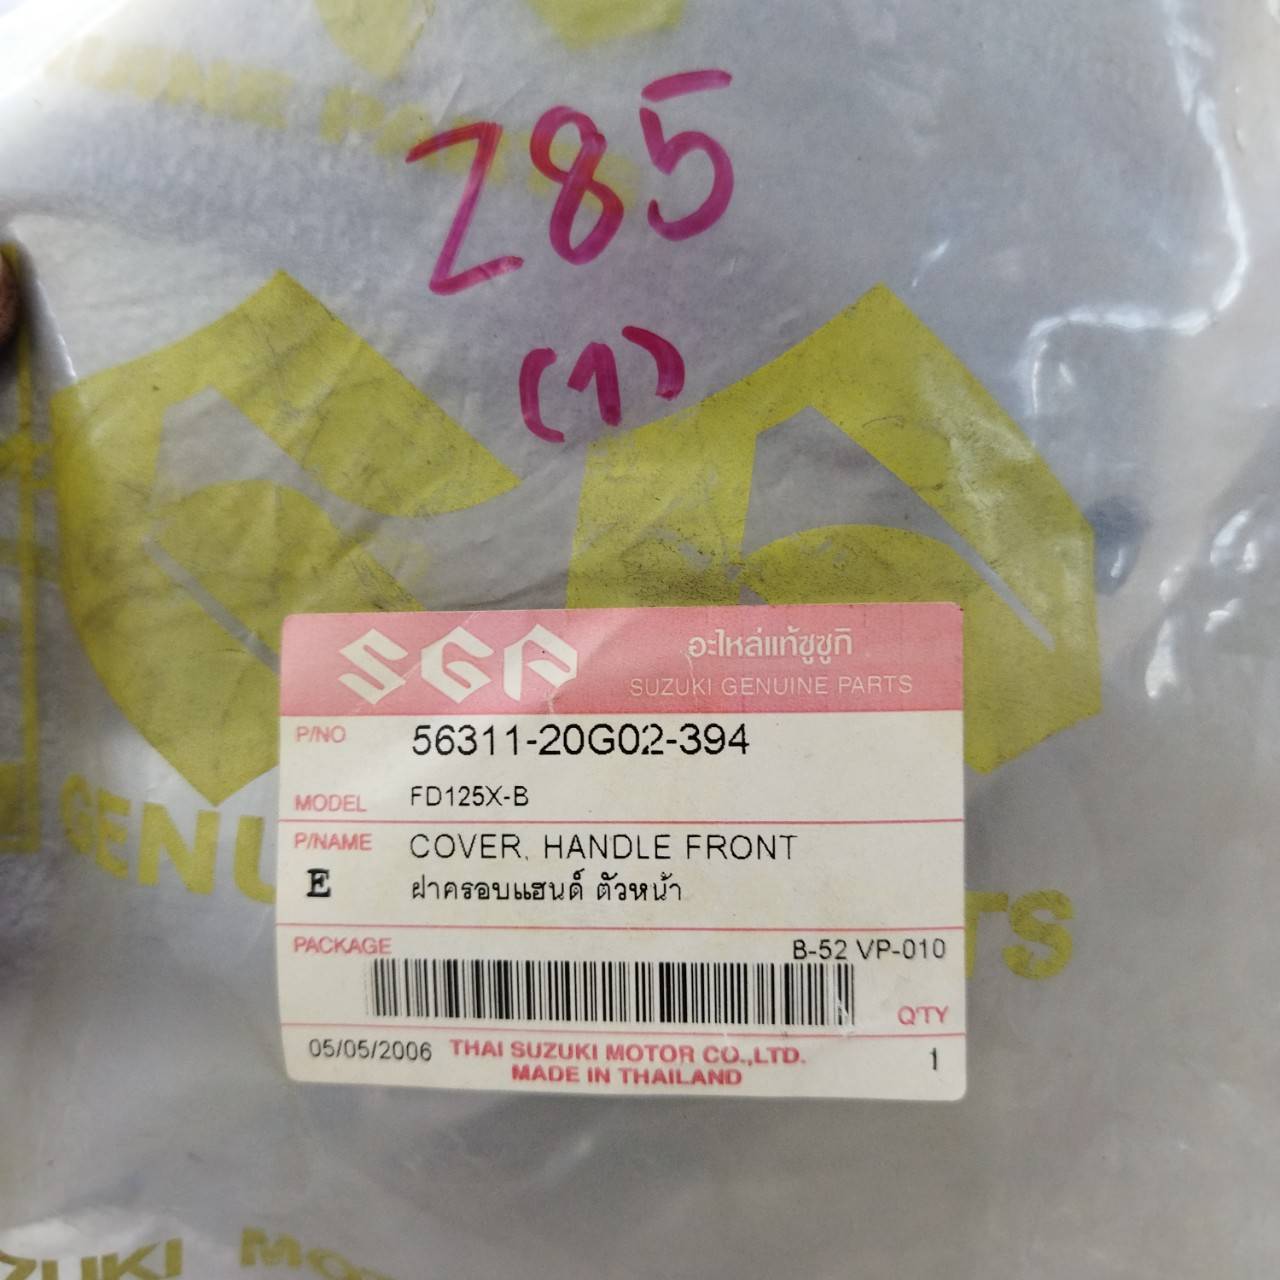 Z85
(1)
SGP
อะไหล่แท้ซูซูกิ
SUZUKI GENUINE PARTS
P/NO 56311-20G02-394
MODEL FD125X-B
P/NAME COVER, HANDLE FRONT
E ฝาครอบแฮนด์ ตัวหน้า
PACKAGE B-52 VP-010
Q'TY
05/05/2006 THAI SUZUKI MOTOR CO.,LTD. 1
MADE IN THAILAND